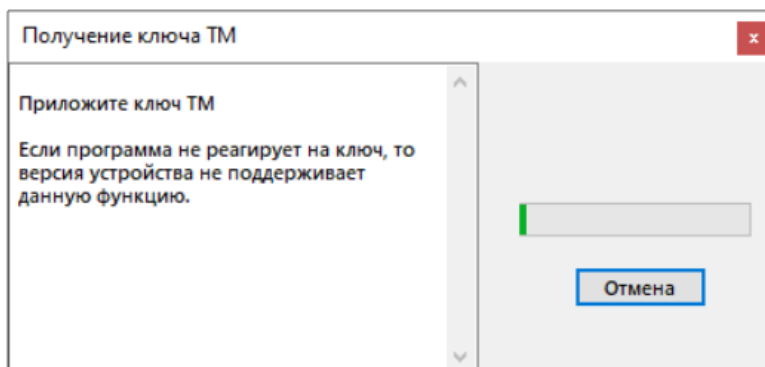 Получение ключа ТМ
x
Приложите ключ ТМ
Если программа не реагирует на ключ, то
версия устройства не поддерживает
данную функцию.
Отмена